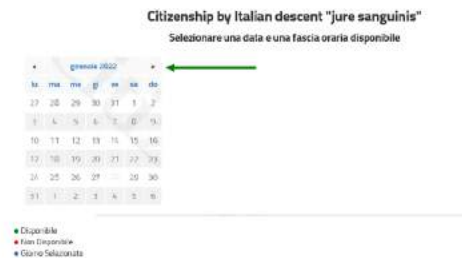 Citizenship by Italian descent "jure sanguinis"
Selezionare una data e una fascia oraria disponibile
gennaio 2022
lu ma me gi ve sa do
27 28 29 30 31 1 2
3 4 5 6 7 8 9
10 11 12 13 14 15 16
17 18 19 20 21 22 23
24 25 26 27 29 30
31 1 2 3 4 5 6
Disponibile
Non Disponibile
Giorno Selezionato